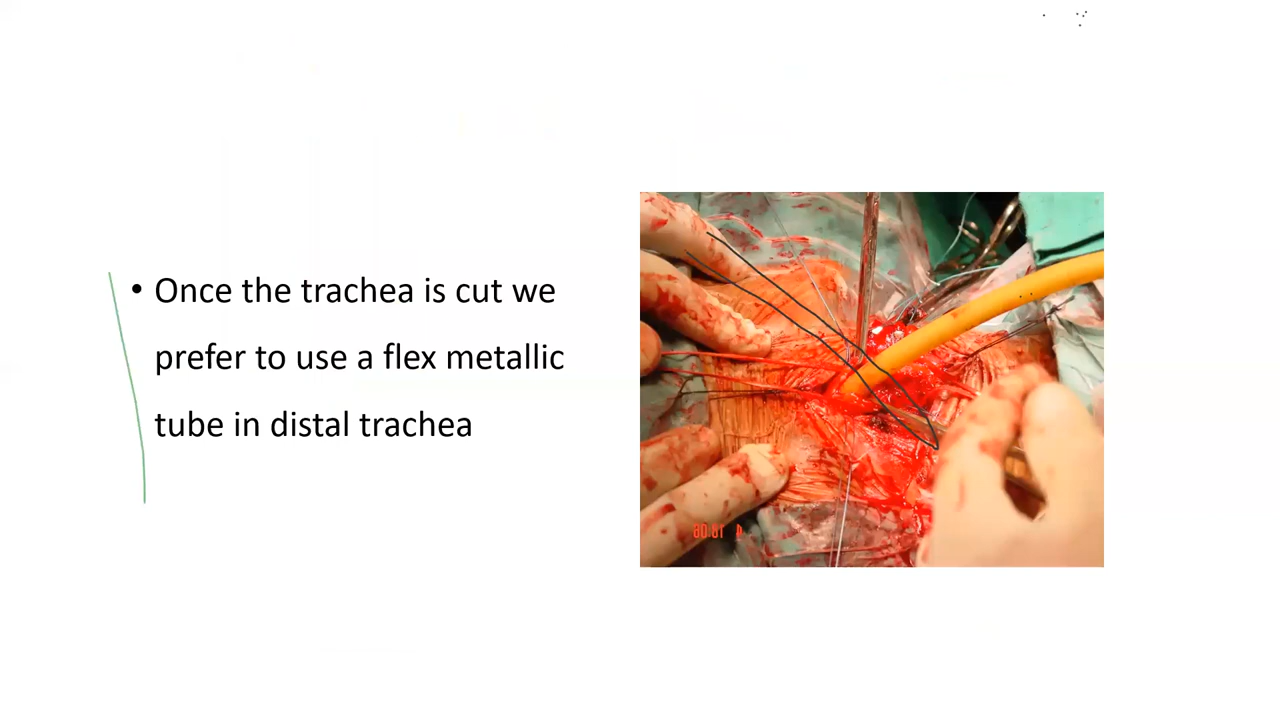 • Once the trachea is cut we
prefer to use a flex metallic
tube in distal trachea